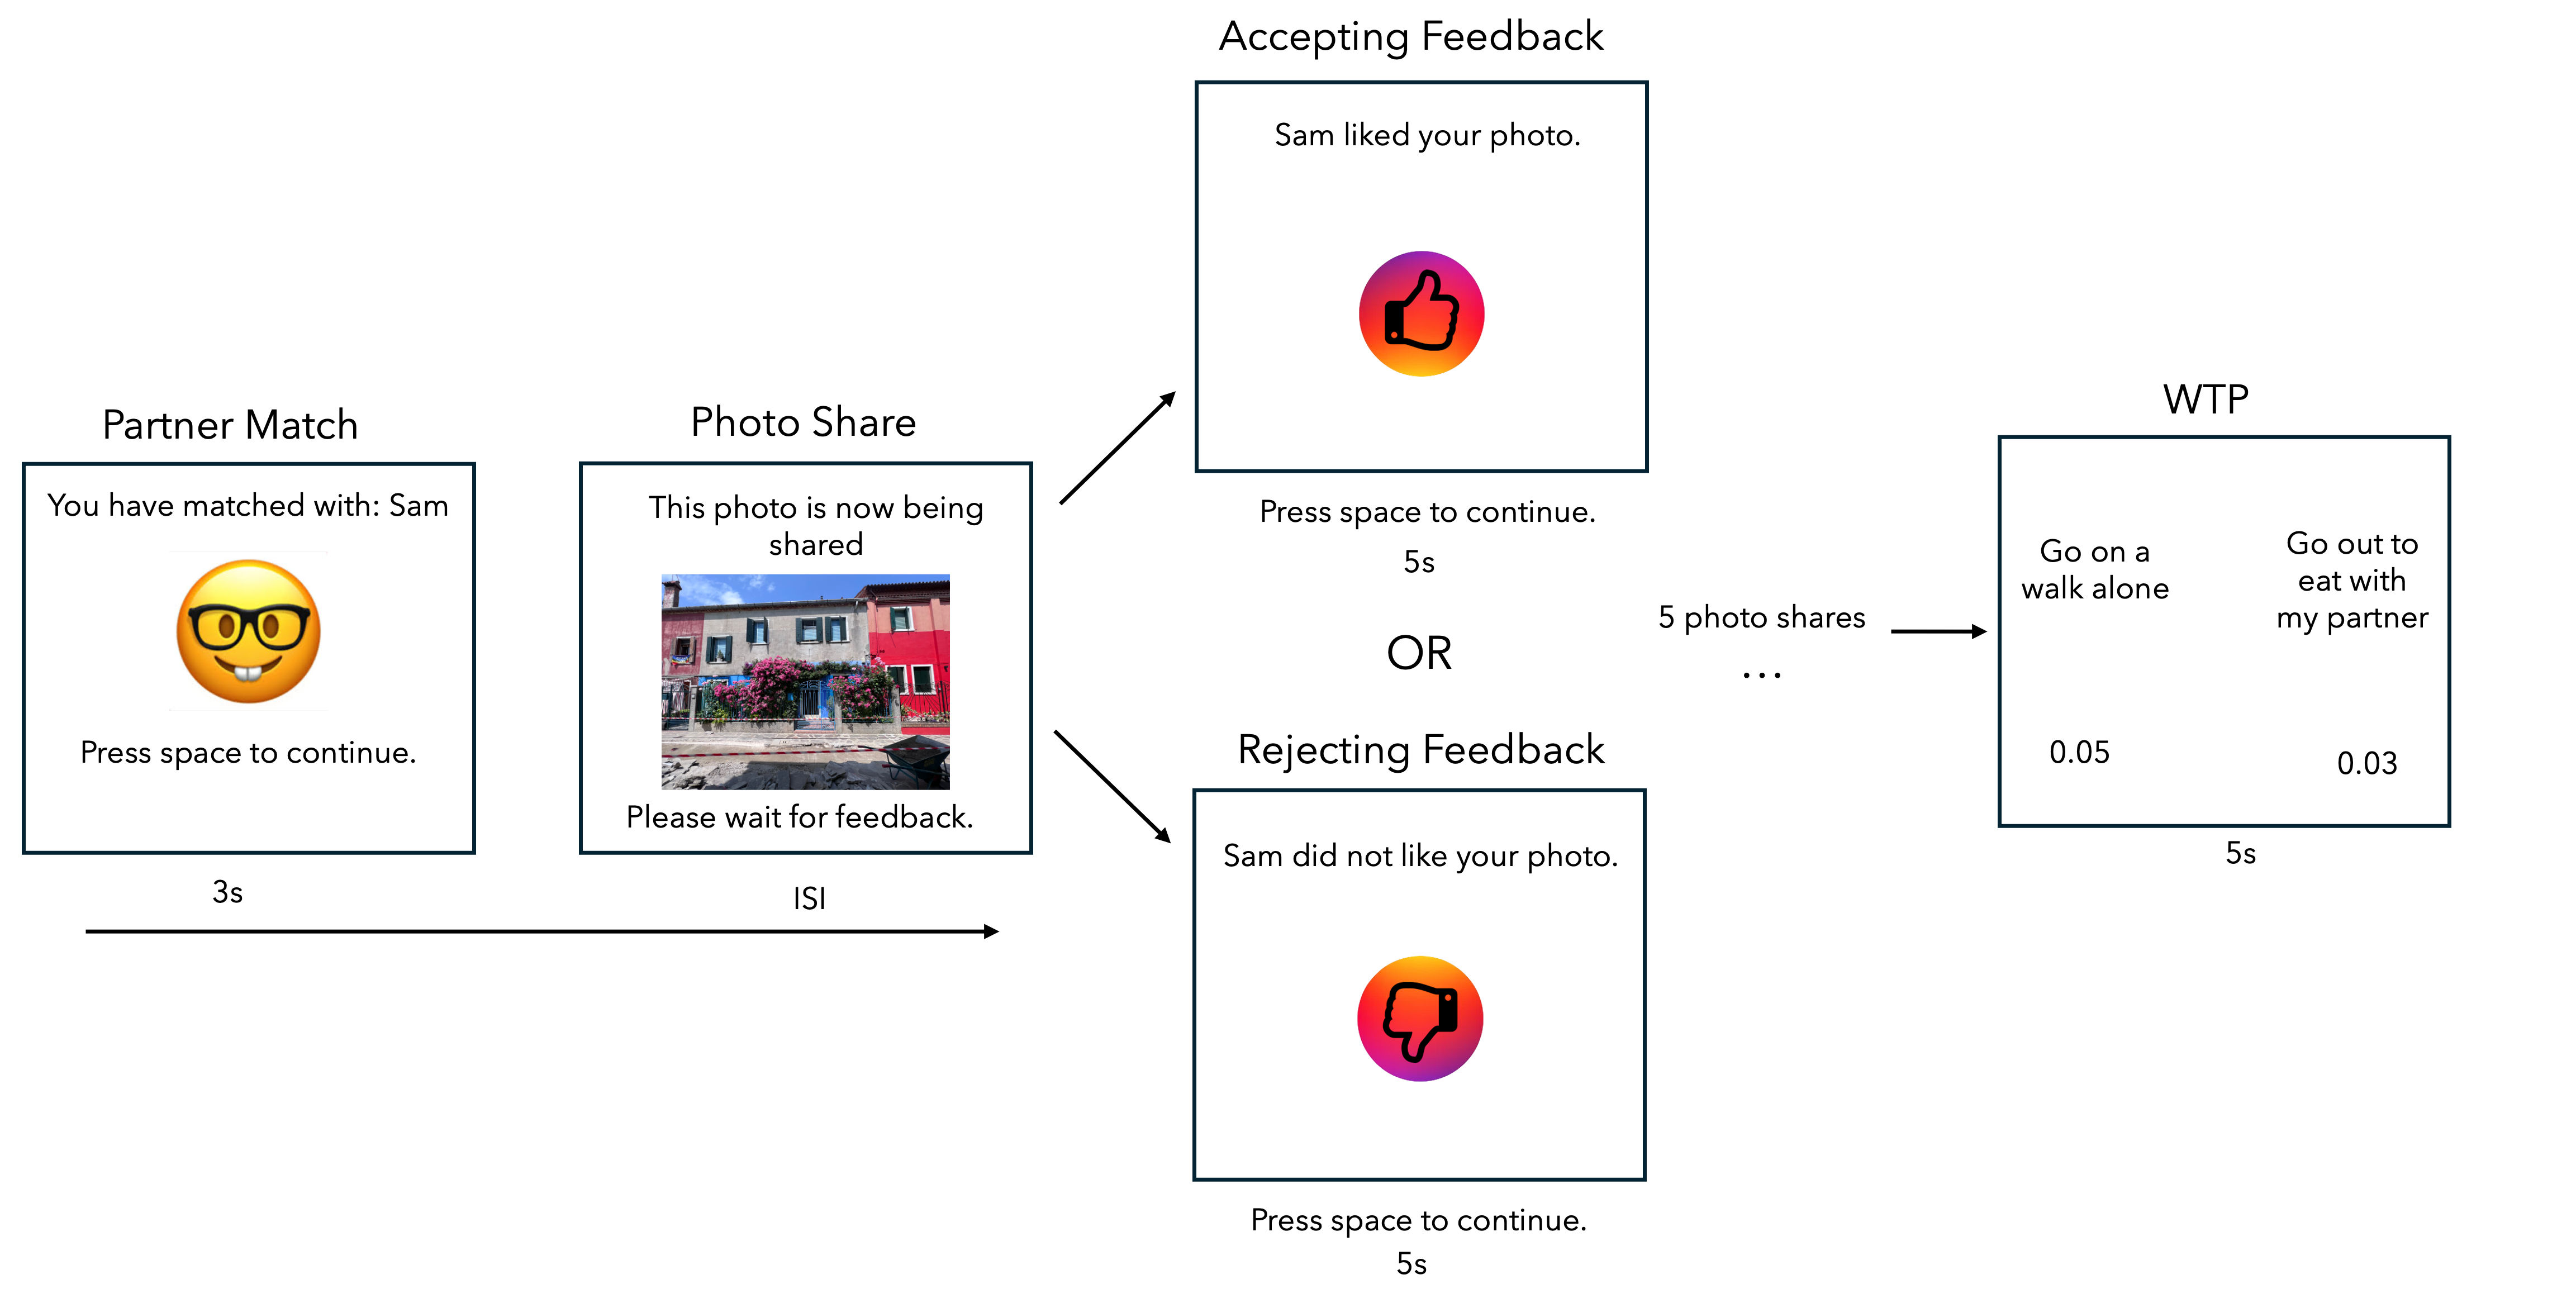 Partner Match
You have matched with: Sam
Press space to continue.
3s
Photo Share
This photo is now being
shared
Please wait for feedback.
ISI
Accepting Feedback
Sam liked your photo.
Press space to continue.
5s
OR
Rejecting Feedback
Sam did not like your photo.
Press space to continue.
5s
5 photo shares
...
WTP
Go on a
walk alone
0.05
Go out to
eat with
my partner
0.03
5s